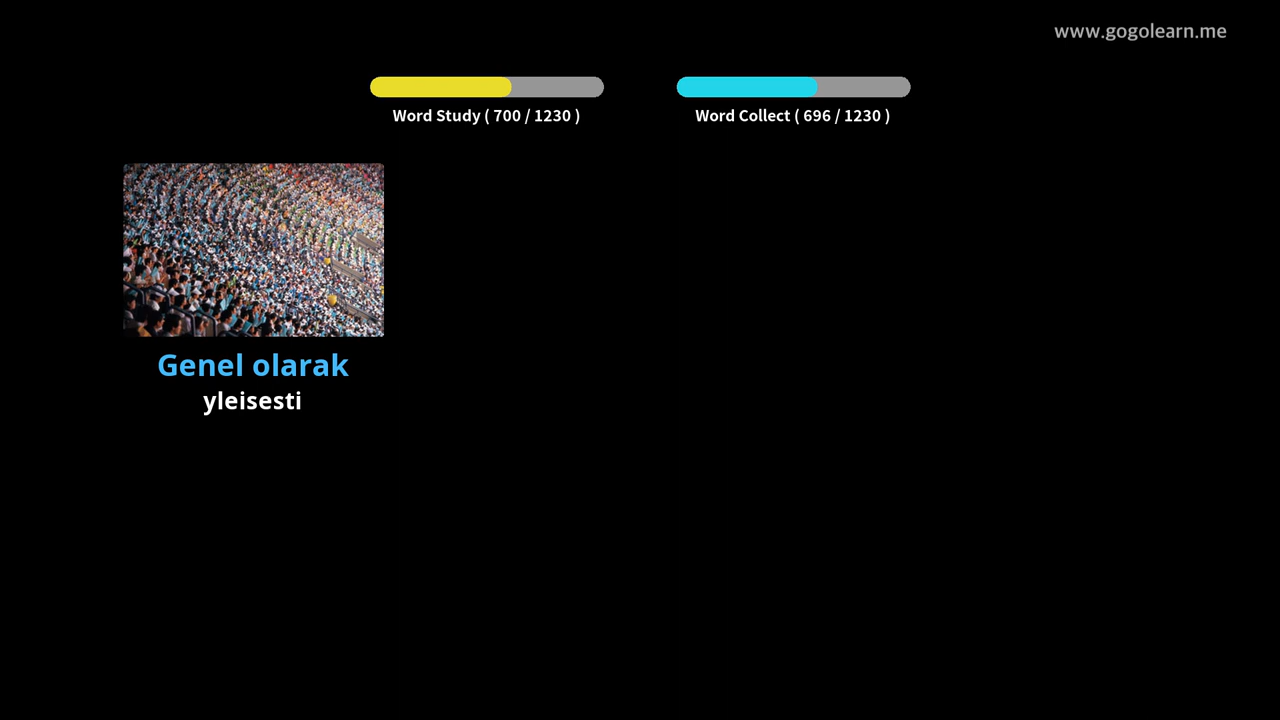 www.gogolearn.me
Word Study ( 700 / 1230 )
Word Collect ( 696 / 1230 )
Genel olarak
yleisesti